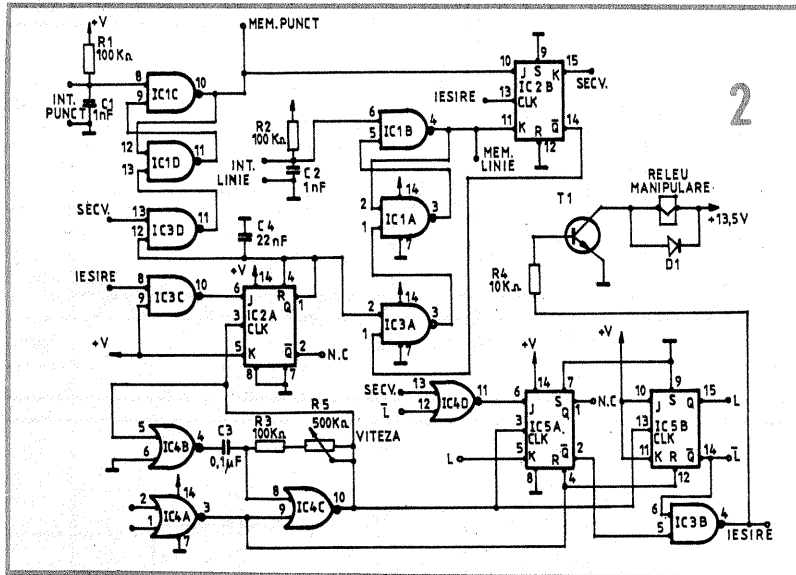 +V
R1
100KΩ
MEM. PUNCT
8
9
IC1C
10
INT.
PUNCT
C1
1nF
12
13
IC1D
11
SECV.
13
12
IC3D
11
C4
22nF
IESIRE
8
9
IC3C
10
+V
+V
14
4
6
J
R
Q
1
IC2A
3
CLK
5
K
Q̅
2
N.C
8
7
R2
100KΩ
INT.
LINIE
C2
1nF
6
5
IC1B
4
MEM.
LINIE
14
2
1
IC1A
3
7
14
2
1
IC3A
3
7
9
10
J
S
K
15
SECV.
IC2B
IESIRE
13
CLK
11
K
R
Q̅
14
12
2
T1
RELEU
MANIPULARE
+13,5V
D1
R4
10KΩ
5
6
IC4B
4
C3
0,1µF
R3
100KΩ
R5
500KΩ
VITEZA
14
2
1
IC4A
3
7
8
9
IC4C
10
SECV.
13
12
L̅
IC4D
11
+V
14
7
6
J
S
Q
1
N.C
3
IC5A
CLK
L
5
K
R
Q̅
2
8
4
+V
9
10
J
S
Q
15
L
13
IC5B
CLK
11
K
R
Q̅
14
L̅
12
6
5
IC3B
4
IESIRE